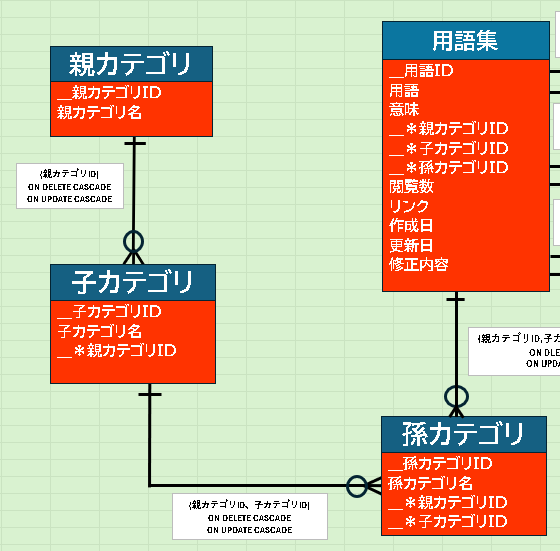 親カテゴリ
__親カテゴリID
親カテゴリ名
{親カテゴリID}
ON DELETE CASCADE
ON UPDATE CASCADE
子カテゴリ
__子カテゴリID
子カテゴリ名
__＊親カテゴリID
{親カテゴリID、子カテゴリID}
ON DELETE CASCADE
ON UPDATE CASCADE
用語集
__用語ID
用語
意味
__＊親カテゴリID
__＊子カテゴリID
__＊孫カテゴリID
閲覧数
リンク
作成日
更新日
修正内容
{親カテゴリID,子カ
ON DLE
ON UPDA
孫カテゴリ
__孫カテゴリID
孫カテゴリ名
__＊親カテゴリID
__＊子カテゴリID